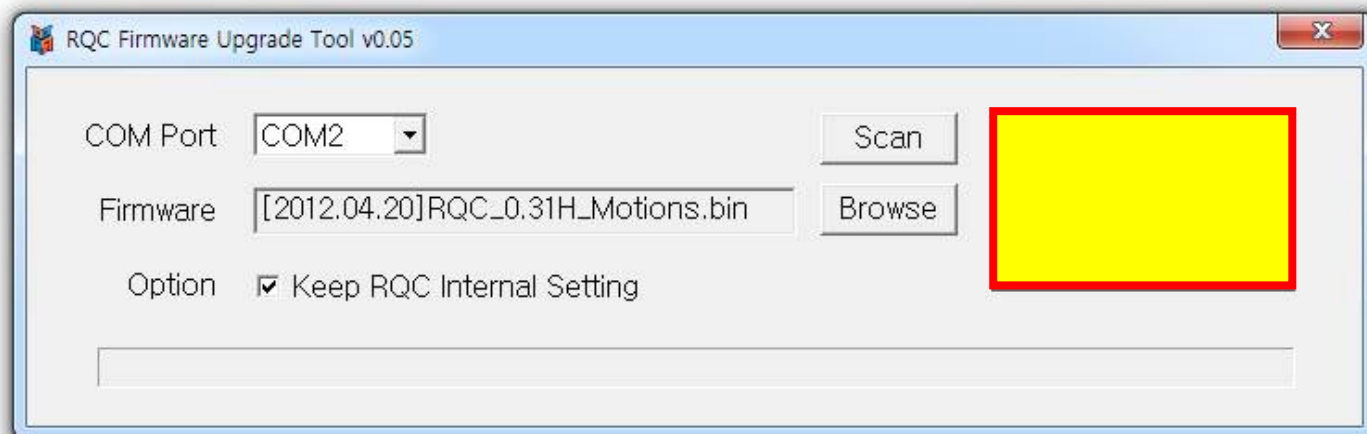 RQC Firmware Upgrade Tool v0.05
COM Port COM2 Scan
Firmware [2012.04.20]RQC_0.31H_Motions.bin Browse
Option Keep RQC Internal Setting